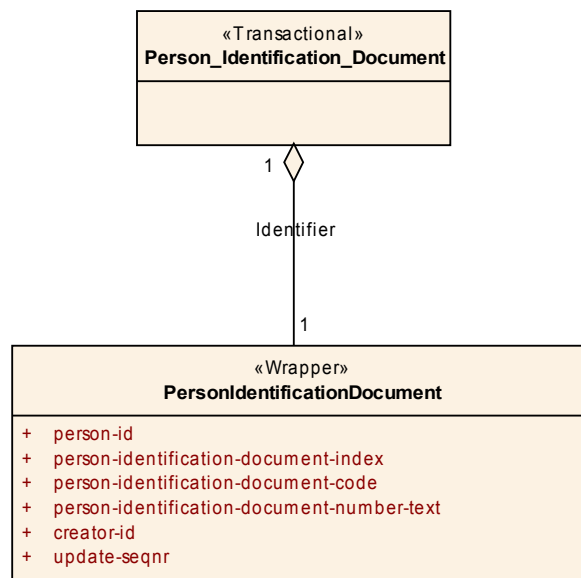 «Transactional»
Person_Identification_Document
1
Identifier
1
«Wrapper»
PersonIdentificationDocument
+ person-id
+ person-identification-document-index
+ person-identification-document-code
+ person-identification-document-number-text
+ creator-id
+ update-seqnr